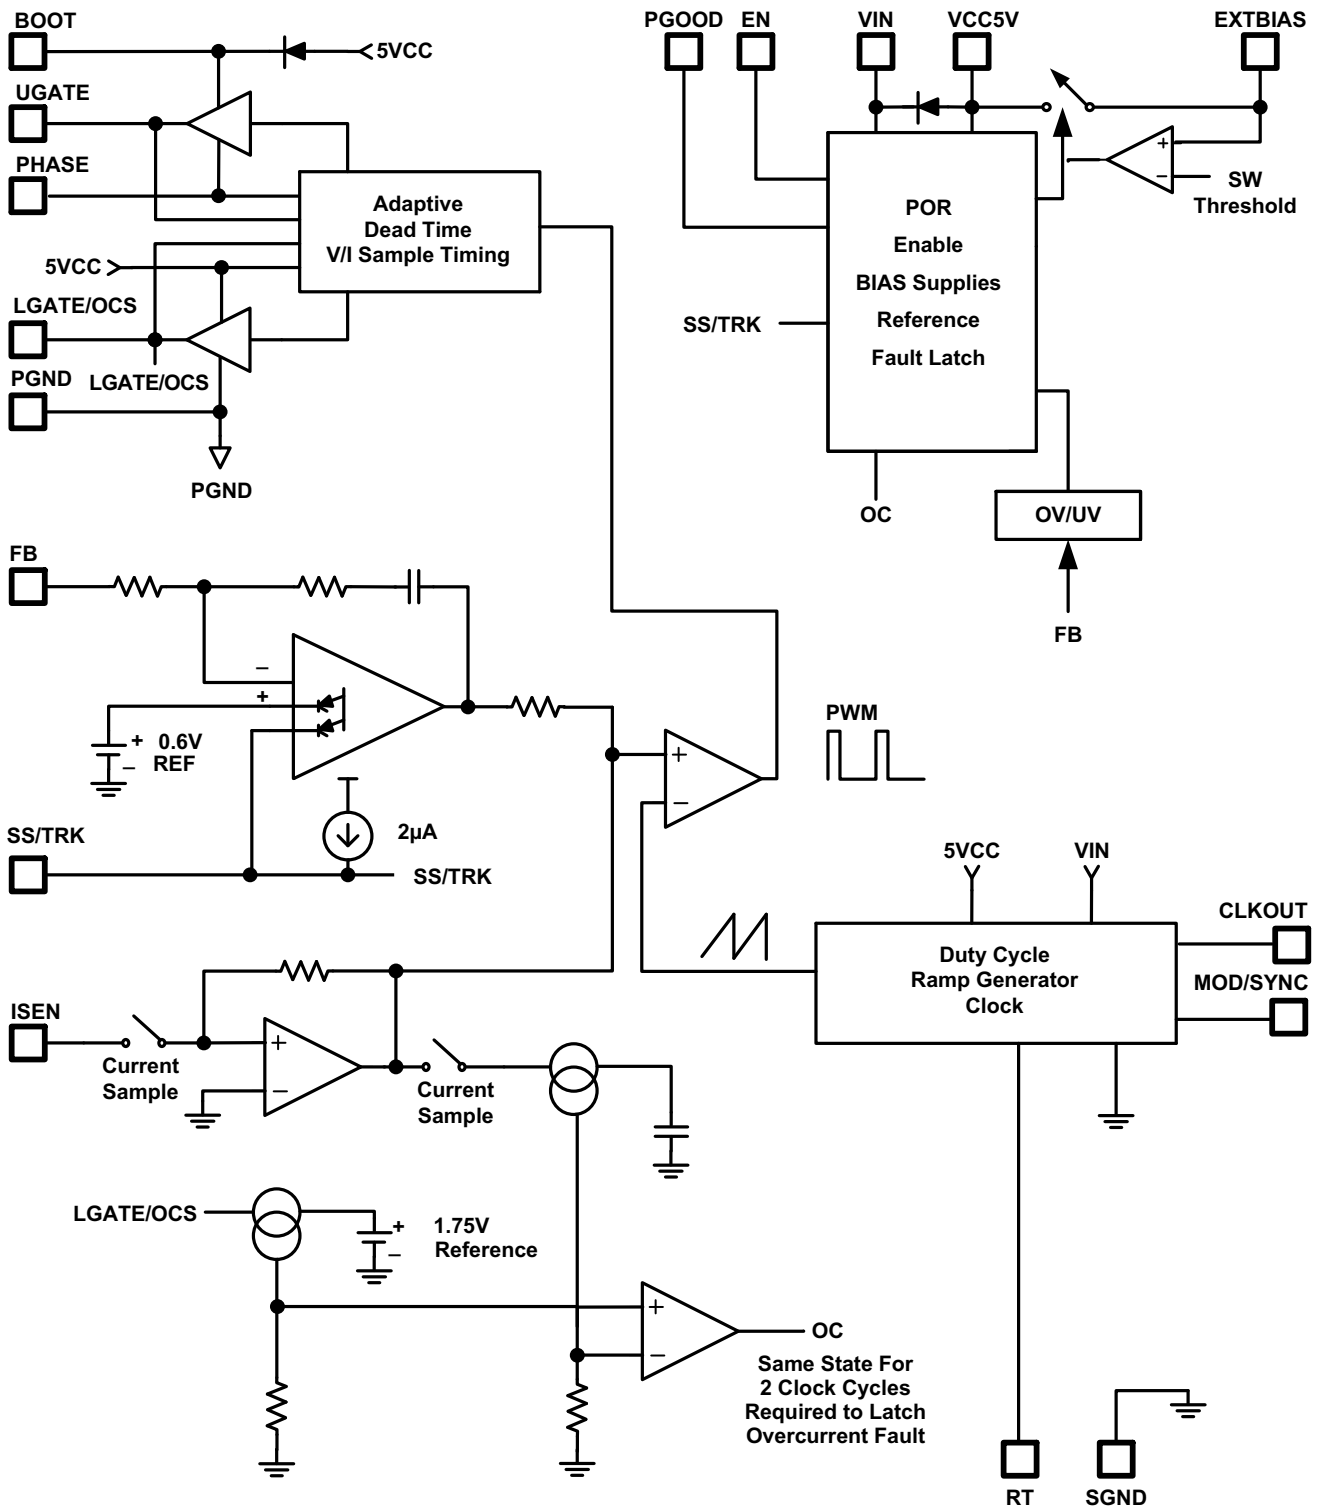 BOOT
5VCC
UGATE
PHASE
Adaptive
Dead Time
V/I Sample Timing
5VCC
LGATE/OCS
LGATE/OCS
PGND
PGND
PGOOD
EN
VIN
VCC5V
EXTBIAS
+
−
SW
Threshold
POR
Enable
BIAS Supplies
Reference
Fault Latch
SS/TRK
OC
OV/UV
FB
FB
−
+
+
−
0.6V
REF
2µA
SS/TRK
SS/TRK
+
−
PWM
5VCC
VIN
CLKOUT
MOD/SYNC
Duty Cycle
Ramp Generator
Clock
ISEN
Current
Sample
+
−
Current
Sample
LGATE/OCS
+
−
1.75V
Reference
+
−
OC
Same State For
2 Clock Cycles
Required to Latch
Overcurrent Fault
RT
SGND